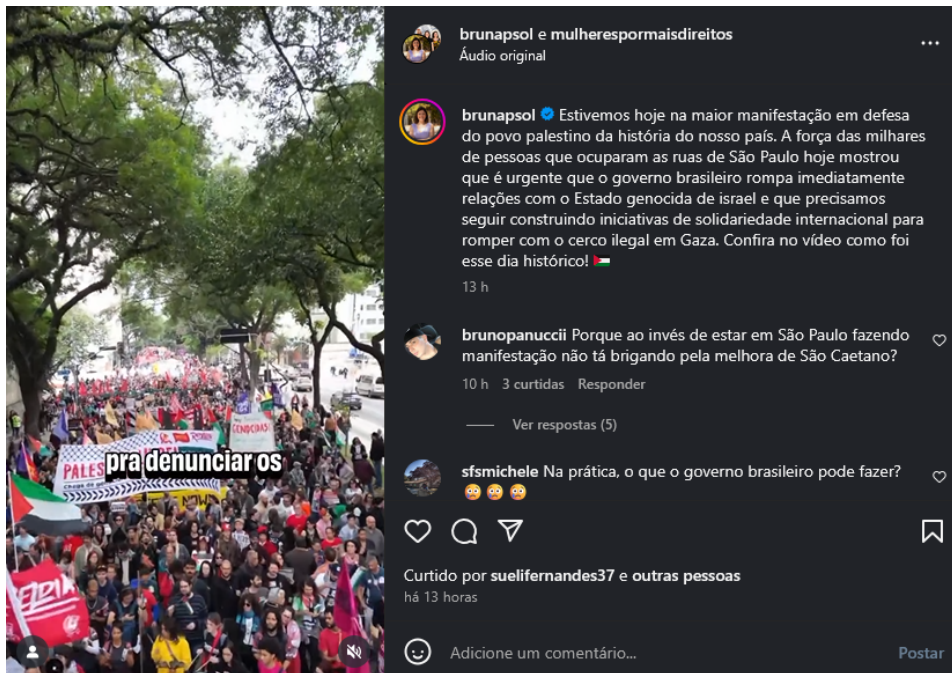 brunapsol e mulherespormaisdireitos
Áudio original
brunapsol Estivemos hoje na maior manifestação em defesa
do povo palestino da história do nosso país. A força das milhares
de pessoas que ocuparam as ruas de São Paulo hoje mostrou
que é urgente que o governo brasileiro rompa imediatamente
relações com o Estado genocida de israel e que precisamos
seguir construindo iniciativas de solidariedade internacional para
romper com o cerco ilegal em Gaza. Confira no vídeo como foi
esse dia histórico! 🇵🇸
13 h
brunopanuccii Porque ao invés de estar em São Paulo fazendo
manifestação não tá brigando pela melhora de São Caetano?
10 h 3 curtidas Responder
Ver respostas (5)
sfsmichele Na prática, o que o governo brasileiro pode fazer?
😳😳😳
Curtido por suelifernandes37 e outras pessoas
há 13 horas
Adicione um comentário... Postar
GENOCIDAS
PALES
pra denunciar os